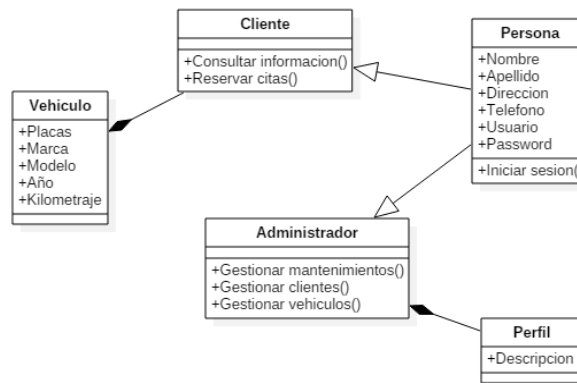 Cliente
+Consultar informacion()
+Reservar citas()
Persona
+Nombre
+Apellido
+Direccion
+Telefono
+Usuario
+Password
+Iniciar sesion(
Vehiculo
+Placas
+Marca
+Modelo
+Año
+Kilometraje
Administrador
+Gestionar mantenimientos()
+Gestionar clientes()
+Gestionar vehiculos()
Perfil
+Descripcion